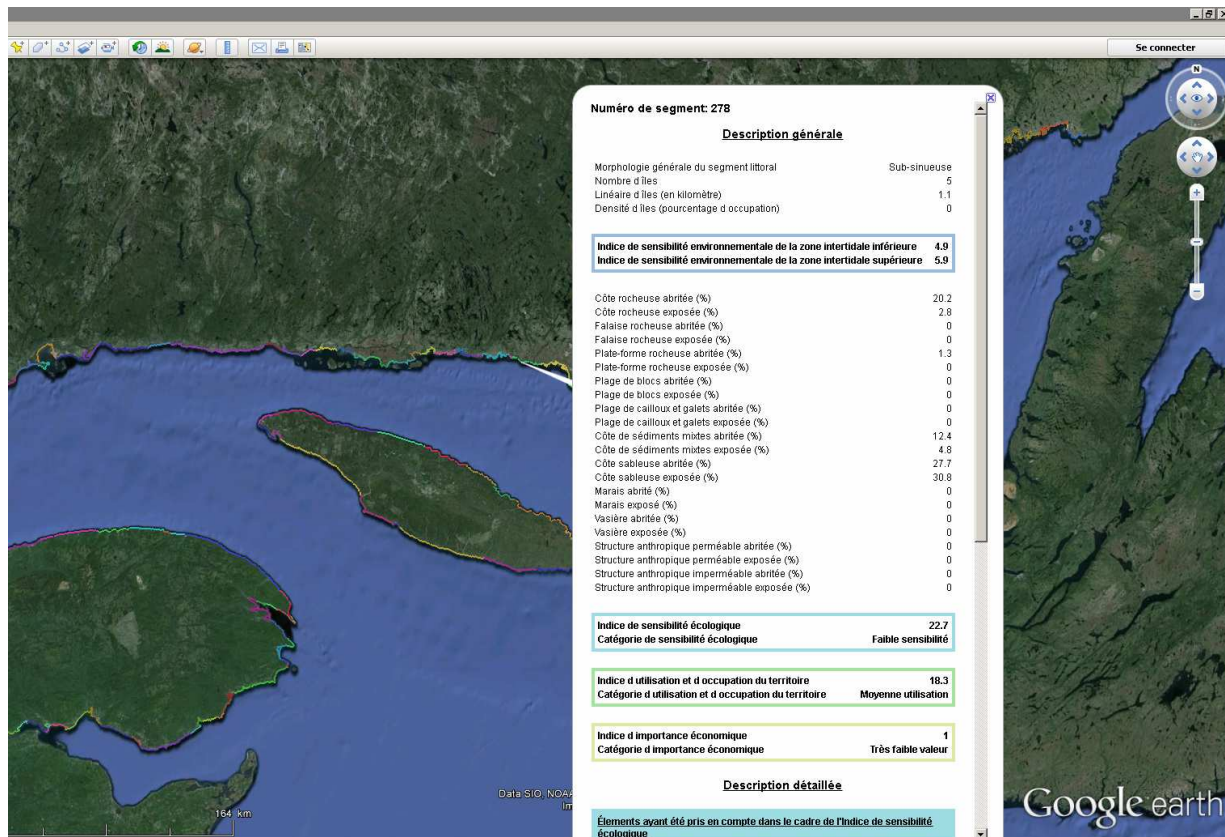 Se connecter
N
Numéro de segment: 278
Description générale
Morphologie générale du segment littoral Sub-sinueuse
Nombre d îles 5
Linéaire d îles (en kilomètre) 1.1
Densité d îles (pourcentage d occupation) 0
Indice de sensibilité environnementale de la zone intertidale inférieure 4.9
Indice de sensibilité environnementale de la zone intertidale supérieure 5.9
Côte rocheuse abritée (%) 20.2
Côte rocheuse exposée (%) 2.8
Falaise rocheuse abritée (%) 0
Falaise rocheuse exposée (%) 0
Plate-forme rocheuse abritée (%) 1.3
Plate-forme rocheuse exposée (%) 0
Plage de blocs abritée (%) 0
Plage de blocs exposée (%) 0
Plage de cailloux et galets abritée (%) 0
Plage de cailloux et galets exposée (%) 0
Côte de sédiments mixtes abritée (%) 12.4
Côte de sédiments mixtes exposée (%) 4.8
Côte sableuse abritée (%) 27.7
Côte sableuse exposée (%) 30.8
Marais abrité (%) 0
Marais exposé (%) 0
Vasière abritée (%) 0
Vasière exposée (%) 0
Structure anthropique perméable abritée (%) 0
Structure anthropique perméable exposée (%) 0
Structure anthropique imperméable abritée (%) 0
Structure anthropique imperméable exposée (%) 0
Indice de sensibilité écologique 22.7
Catégorie de sensibilité écologique Faible sensibilité
Indice d utilisation et d occupation du territoire 18.3
Catégorie d utilisation et d occupation du territoire Moyenne utilisation
Indice d importance économique 1
Catégorie d importance économique Très faible valeur
Description détaillée
Élements ayant été pris en compte dans le cadre de l'Indice de sensibilité
écologique
Data SIO, NOAA
Im
164 km
Google earth